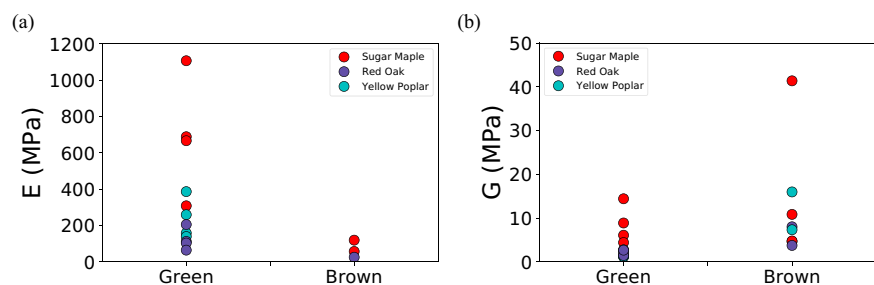 (a)
E (MPa)
1200
1000
800
600
400
200
0
Green
Brown
Sugar Maple
Red Oak
Yellow Poplar
(b)
G (MPa)
50
40
30
20
10
0
Green
Brown
Sugar Maple
Red Oak
Yellow Poplar